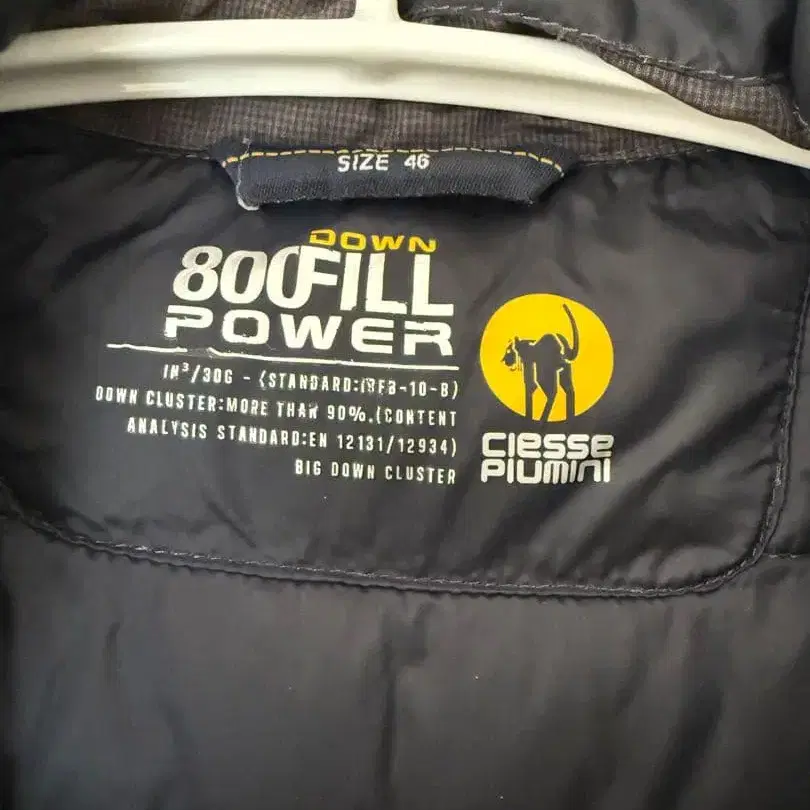 SIZE 46
DOWN
800FILL
POWER
IN³/30G - (STANDARD:IRFB-10-B)
DOWN CLUSTER:MORE THAN 90%.(CONTENT
ANALYSIS STANDARD:EN 12131/12934)
BIG DOWN CLUSTER
CIESSE
PIUMINI